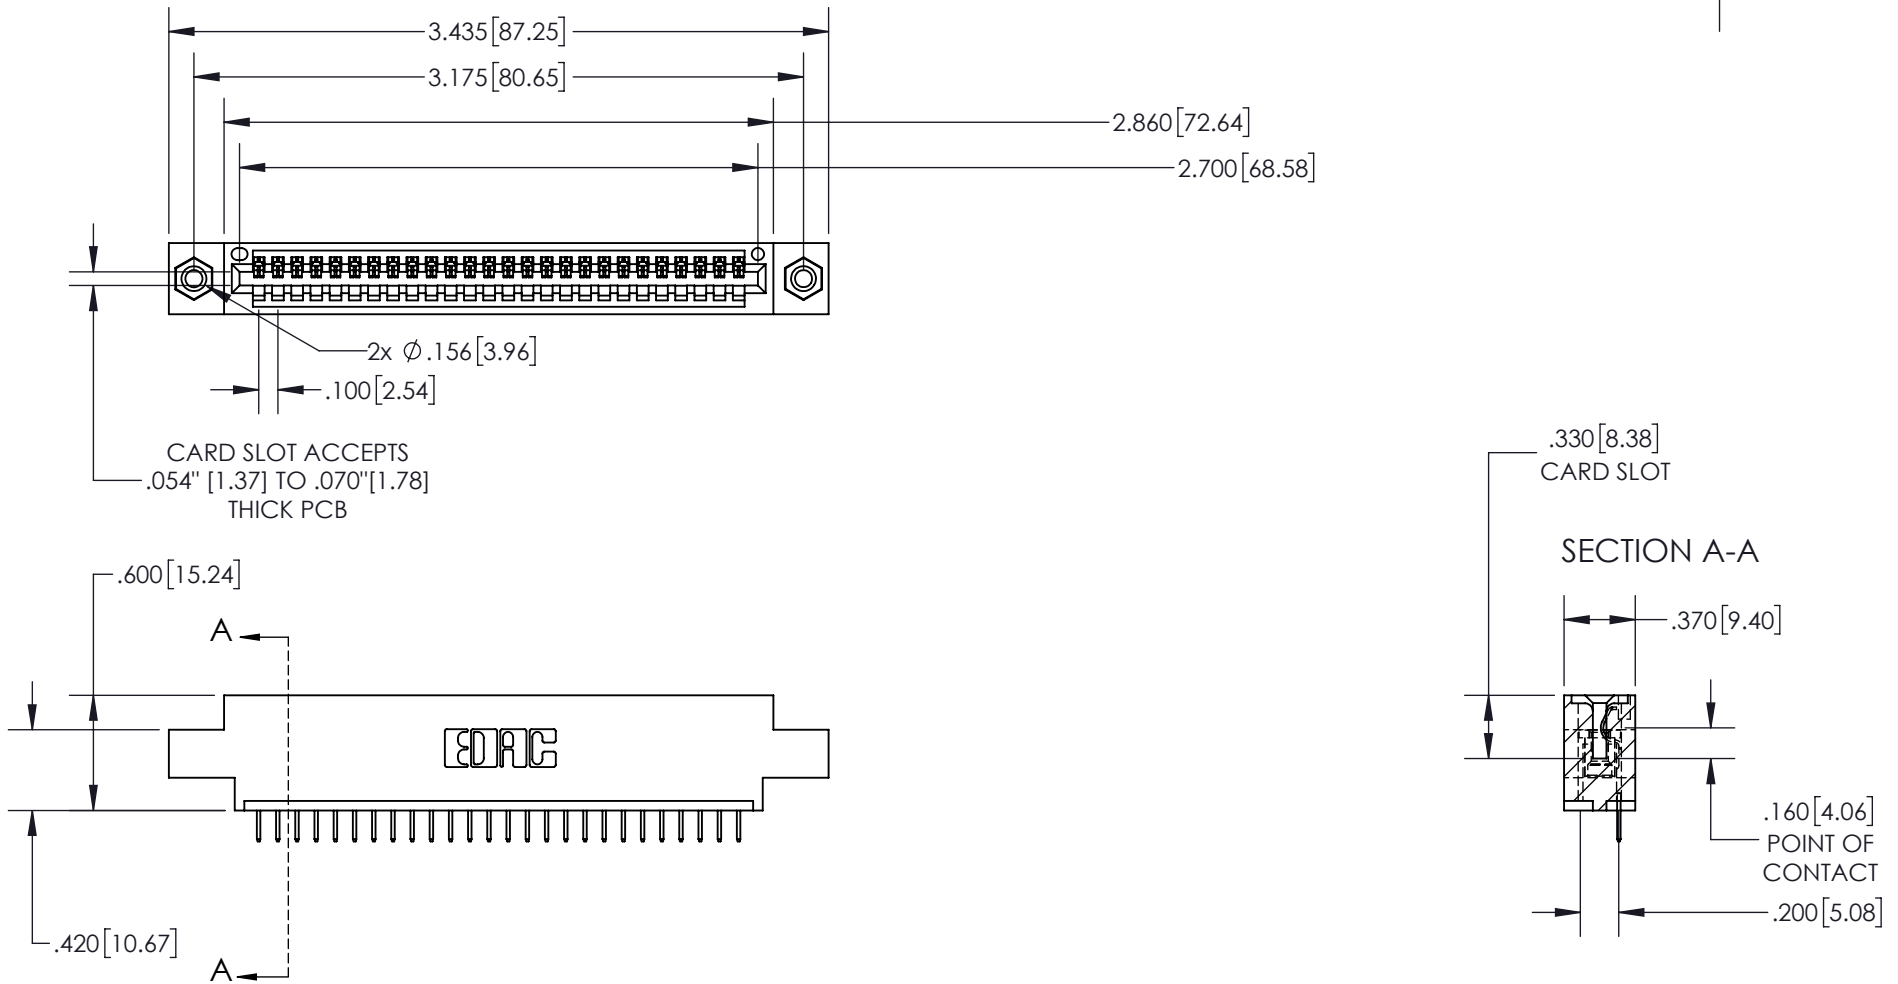 3.435[87.25]
3.175[80.65]
2.860[72.64]
2.700[68.58]
2x Ø.156[3.96]
.100[2.54]
CARD SLOT ACCEPTS
.054" [1.37] TO .070"[1.78]
THICK PCB
.330[8.38]
CARD SLOT
SECTION A-A
.600[15.24]
A
.370[9.40]
EDAC
.160[4.06]
POINT OF
CONTACT
.200[5.08]
.420[10.67]
A